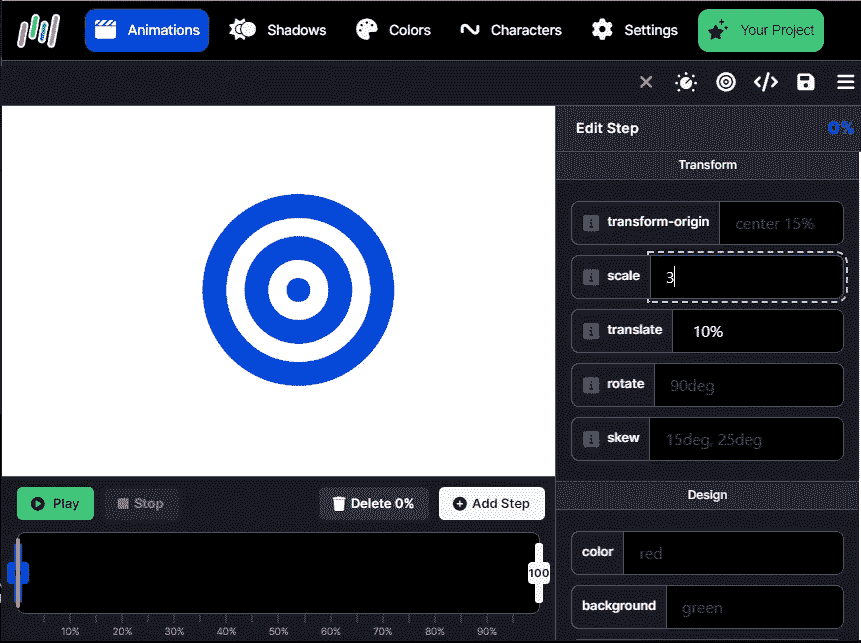 Animations Shadows Colors Characters Settings Your Project
Edit Step 0%
Transform
transform-origin center 15%
scale 3
translate 10%
rotate 90deg
skew 15deg, 25deg
Design
color red
background green
Play Stop Delete 0% Add Step
100
10% 20% 30% 40% 50% 60% 70% 80% 90%